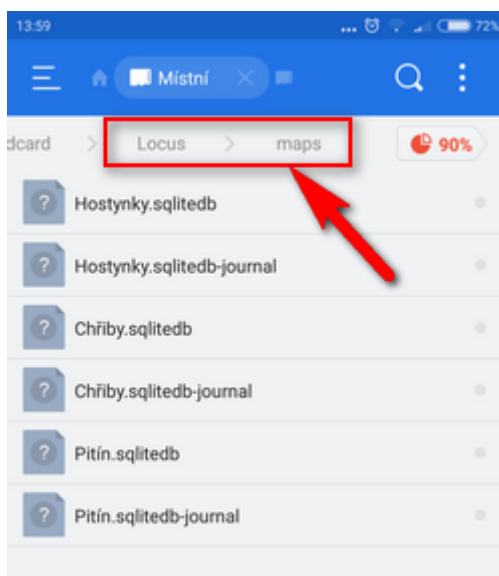 13:59 ... 72%
Místní
dcard > Locus > maps 90%
Hostynky.sqlitedb
Hostynky.sqlitedb-journal
Chřiby.sqlitedb
Chřiby.sqlitedb-journal
Pitín.sqlitedb
Pitín.sqlitedb-journal